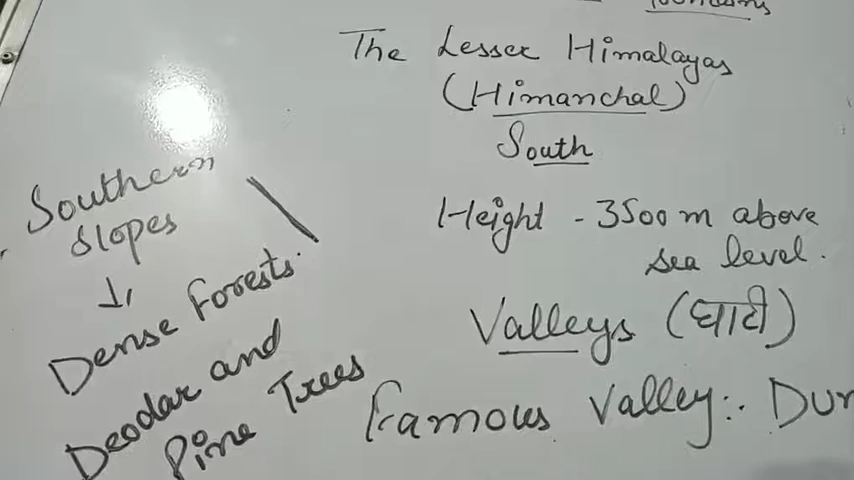 The Lesser Himalayas
(Himanchal)
South
Height - 3500 m above
sea level.
Valleys (घाटी)
Famous Valley:-
Southern
slopes
Dense Forests.
Deodar and
Pine Trees